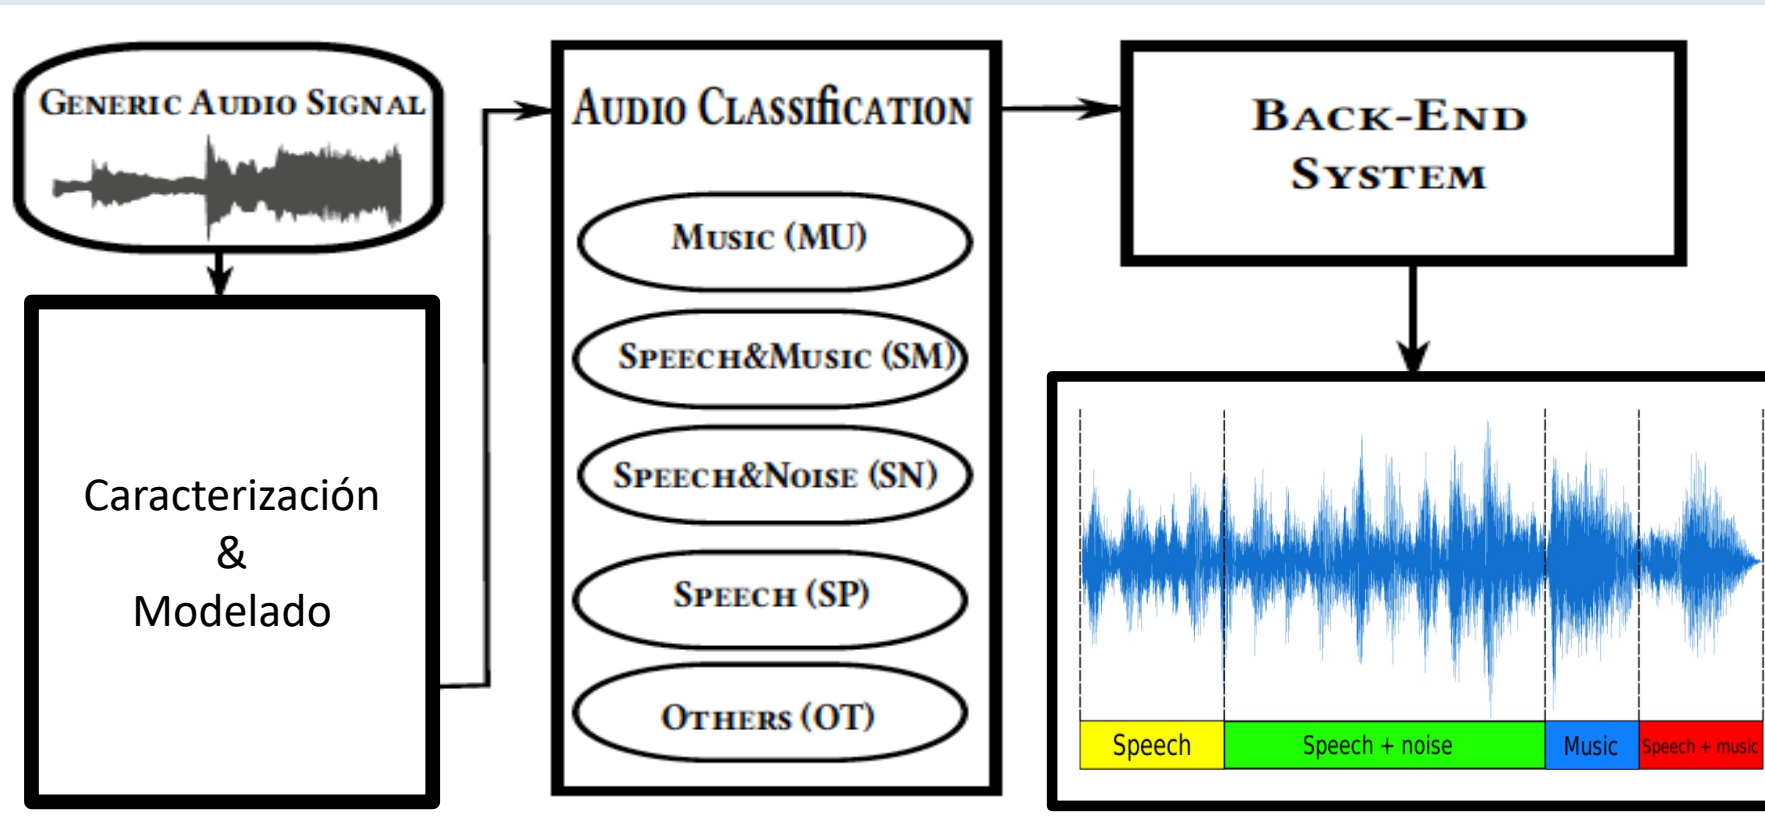 GENERIC AUDIO SIGNAL
Caracterización
&
Modelado
AUDIO CLASSIfiCATION
MUSIC (MU)
SPEECH&MUSIC (SM)
SPEECH&NOISE (SN)
SPEECH (SP)
OTHERS (OT)
BACK-END
SYSTEM
Speech
Speech + noise
Music
Speech + music